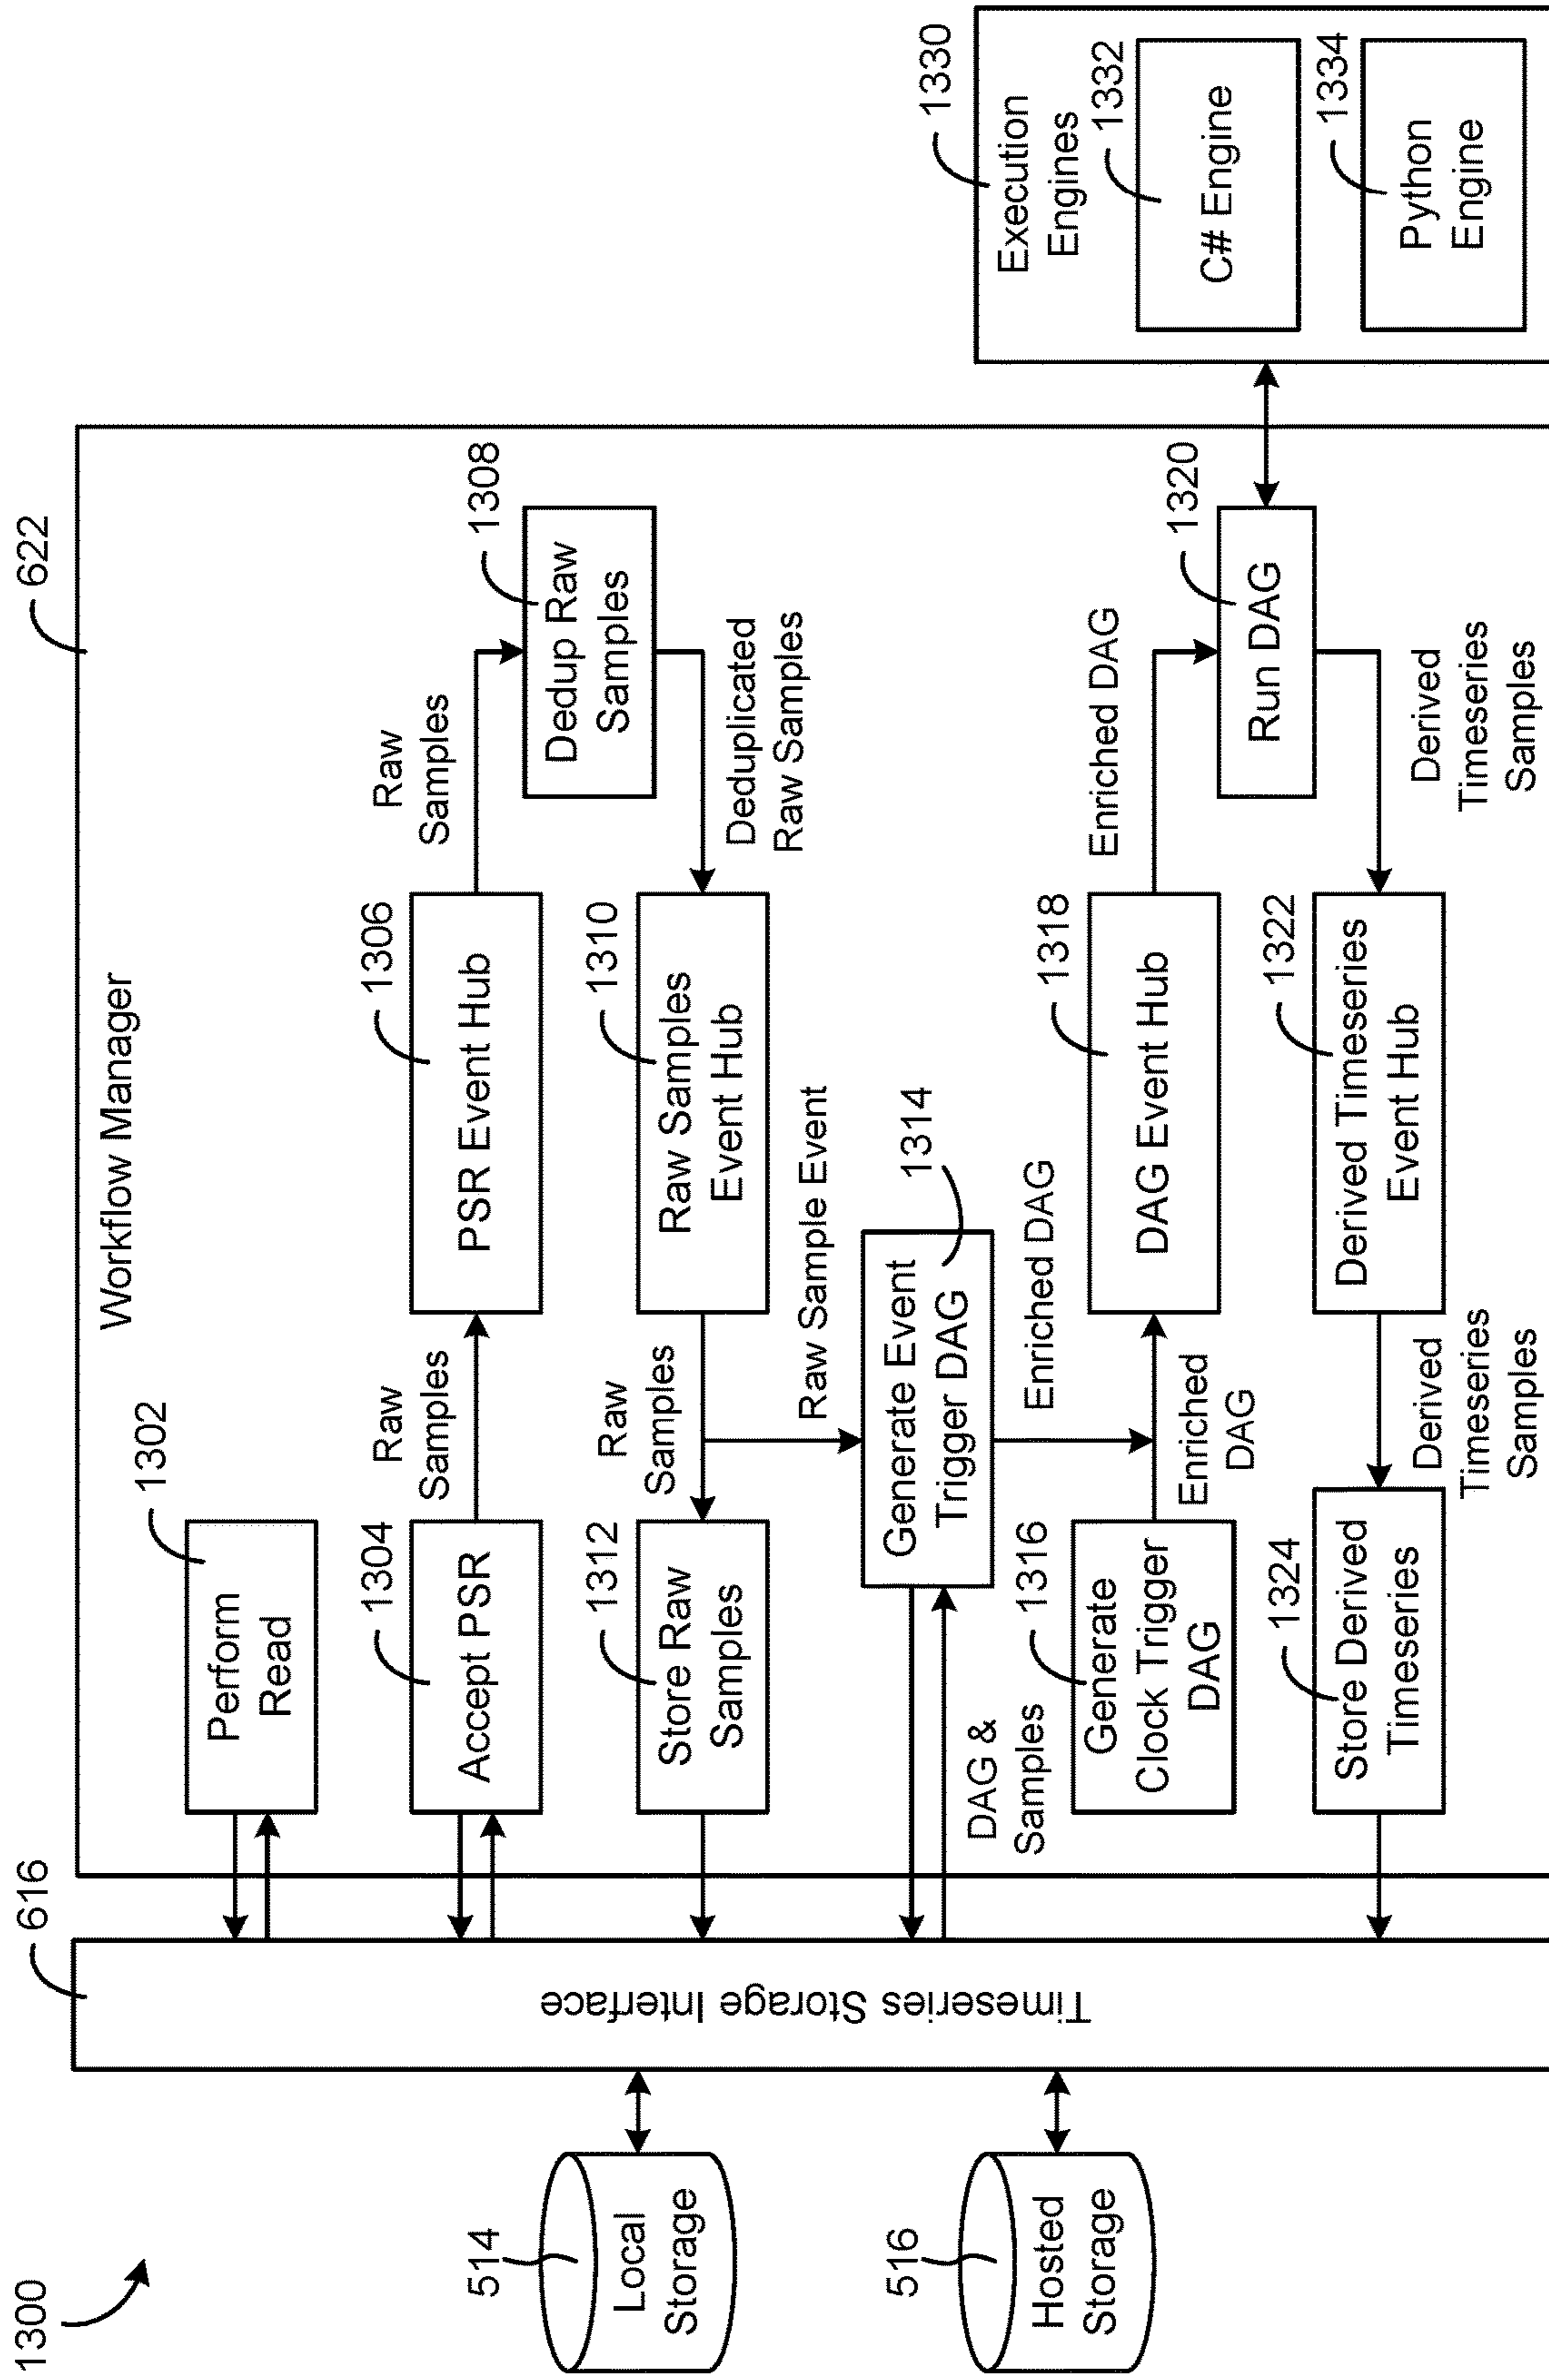 1300
514
Local
Storage
516
Hosted
Storage
616
Timeseries Storage Interface
622
Workflow Manager
1302
Perform
Read
1304
Accept PSR
Raw
Samples
1306
PSR Event Hub
Raw
Samples
1308
Dedup Raw
Samples
1312
Store Raw
Samples
Raw
Samples
1310
Raw Samples
Event Hub
Deduplicated
Raw Samples
Raw Sample Event
1314
Generate Event
Trigger DAG
DAG &
Samples
Enriched DAG
1316
Generate
Clock Trigger
DAG
Enriched
DAG
1318
DAG Event Hub
Enriched DAG
1320
Run DAG
1324
Store Derived
Timeseries
Derived
Timeseries
Samples
1322
Derived Timeseries
Event Hub
Derived
Timeseries
Samples
1330
Execution
Engines
1332
C# Engine
1334
Python
Engine